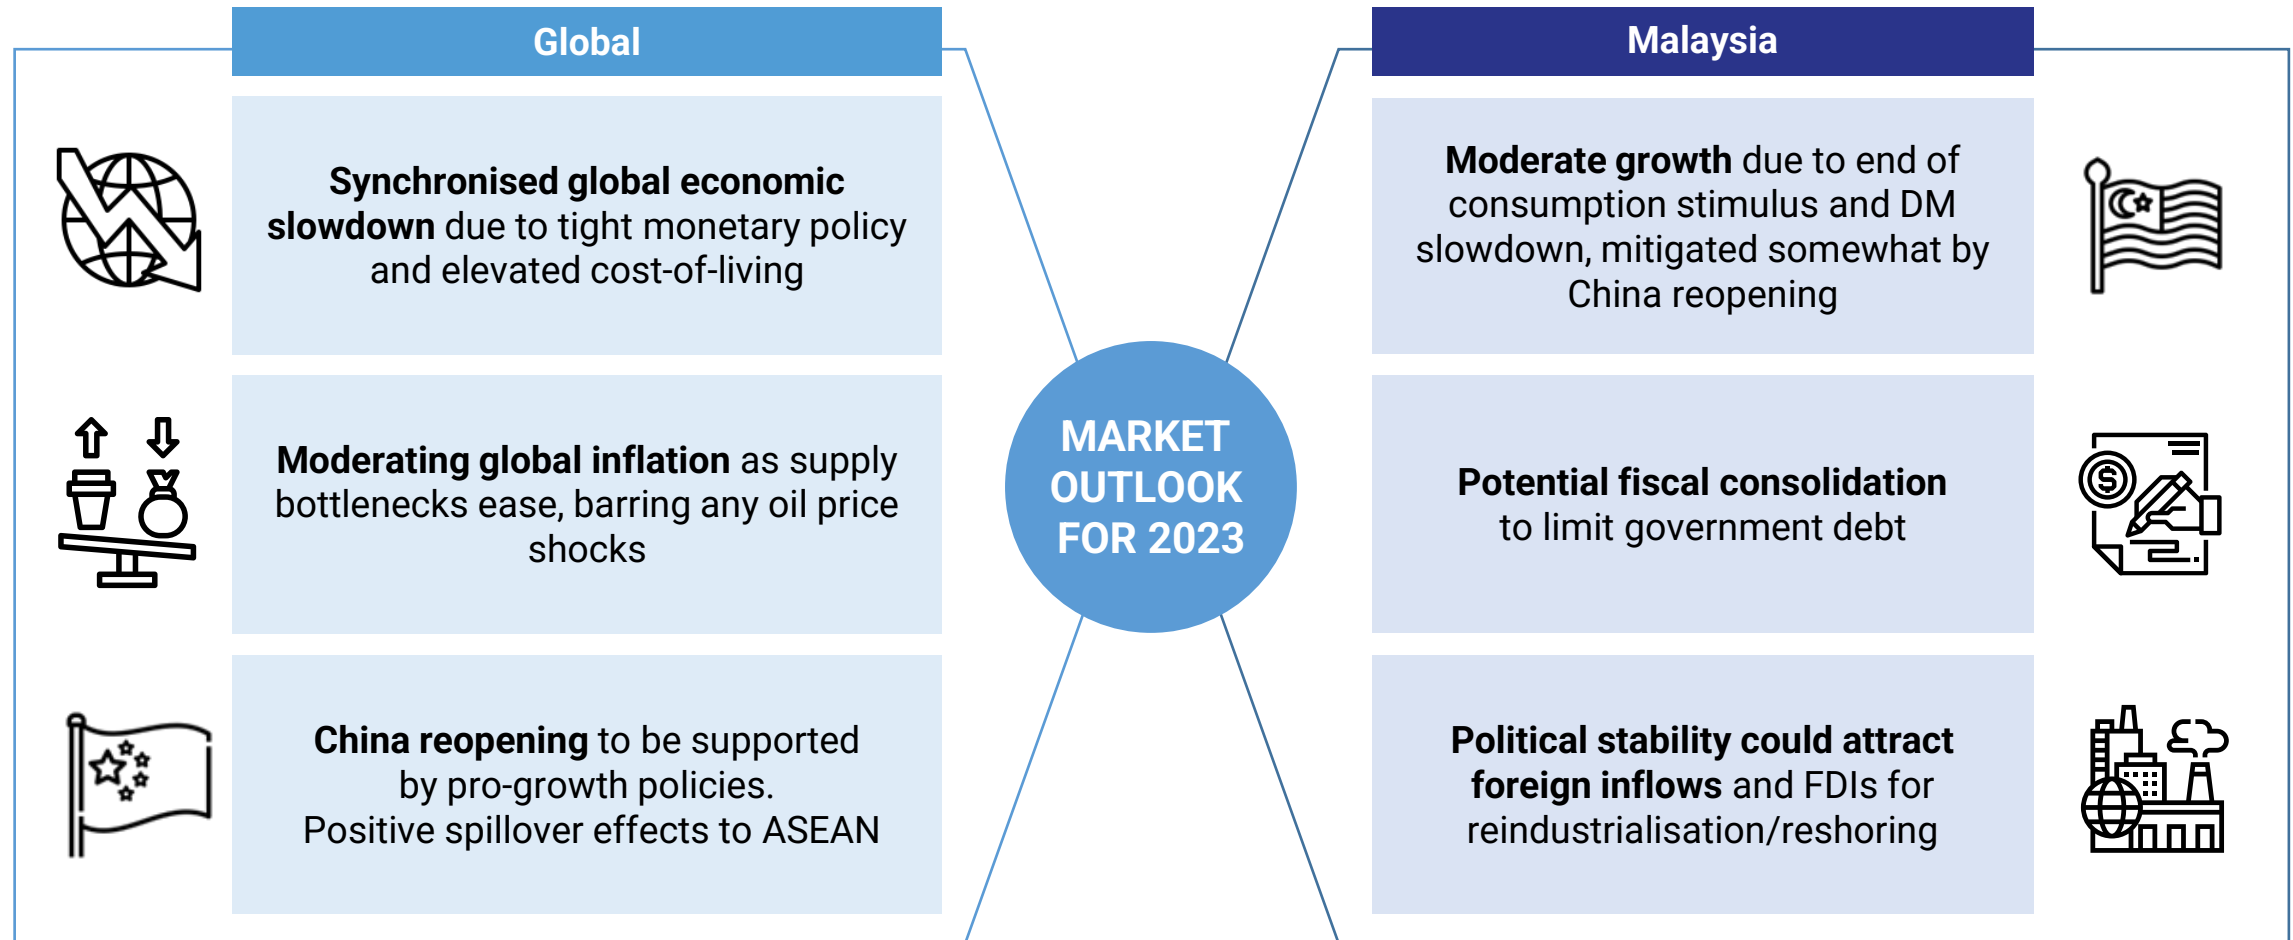 Global
Synchronised global economic
slowdown due to tight monetary policy
and elevated cost-of-living
Moderating global inflation as supply
bottlenecks ease, barring any oil price
shocks
China reopening to be supported
by pro-growth policies.
Positive spillover effects to ASEAN
MARKET
OUTLOOK
FOR 2023
Malaysia
Moderate growth due to end of
consumption stimulus and DM
slowdown, mitigated somewhat by
China reopening
Potential fiscal consolidation
to limit government debt
Political stability could attract
foreign inflows and FDIs for
reindustrialisation/reshoring